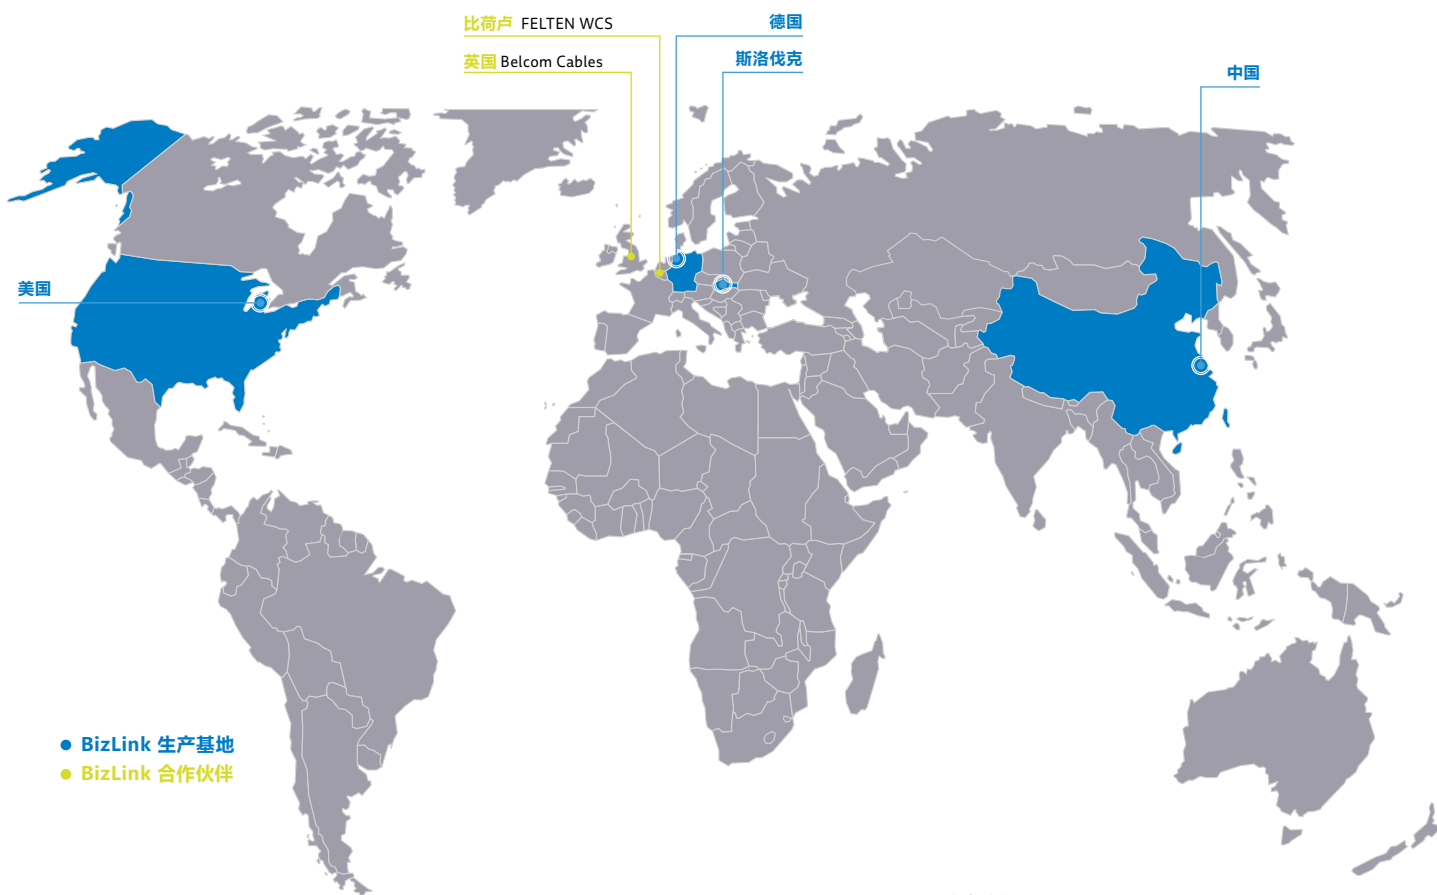 比荷卢 FELTEN WCS
德国
英国 Belcom Cables
斯洛伐克
中国
美国
BizLink 生产基地
BizLink 合作伙伴